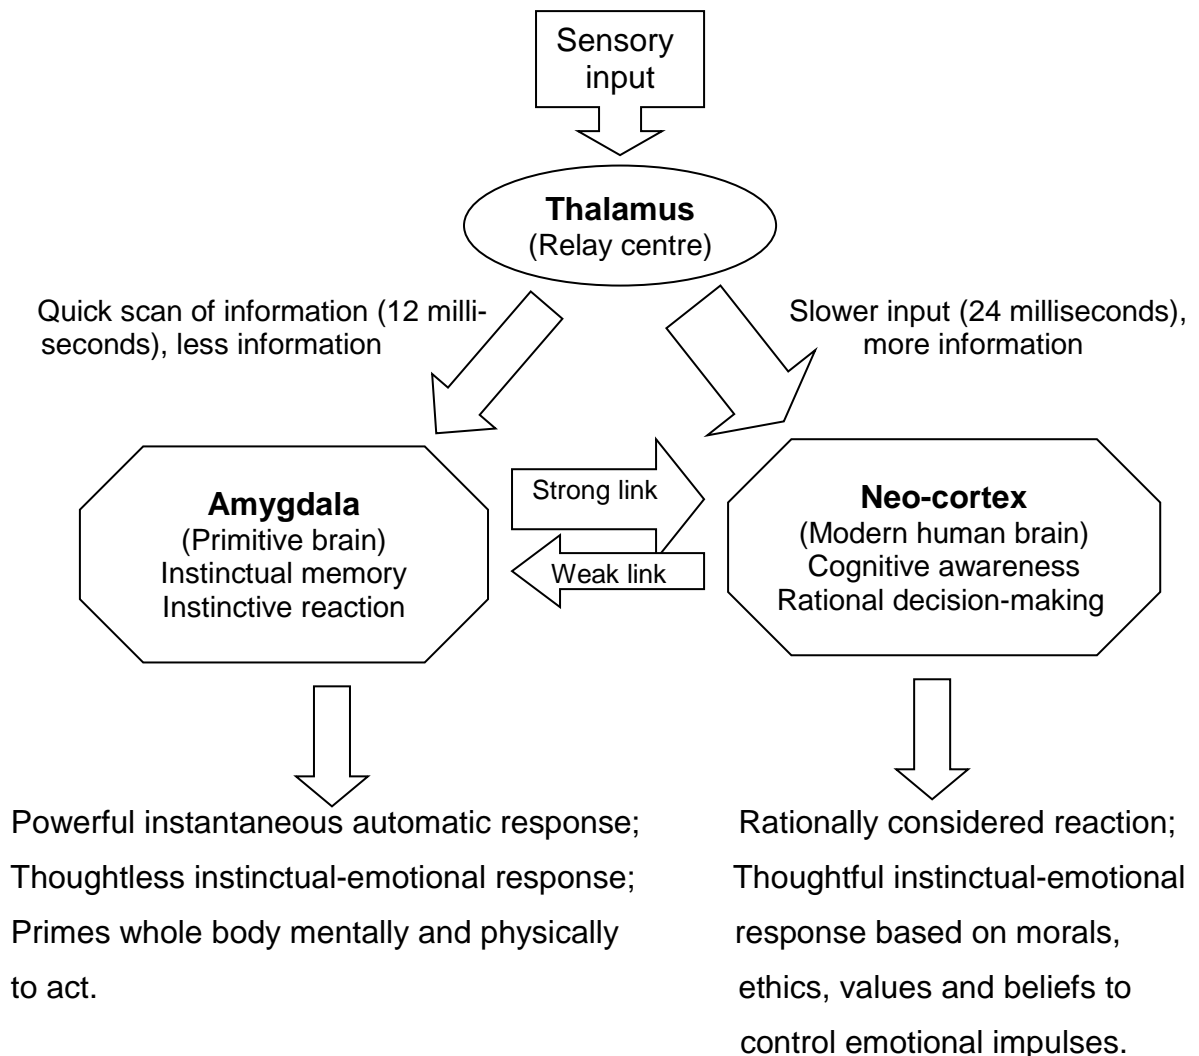 Sensory
input
Thalamus
(Relay centre)
Quick scan of information (12 milli-
seconds), less information
Slower input (24 milliseconds),
more information
Amygdala
(Primitive brain)
Instinctual memory
Instinctive reaction
Strong link
Weak link
Neo-cortex
(Modern human brain)
Cognitive awareness
Rational decision-making
Powerful instantaneous automatic response;
Thoughtless instinctual-emotional response;
Primes whole body mentally and physically
to act.
Rationally considered reaction;
Thoughtful instinctual-emotional
response based on morals,
ethics, values and beliefs to
control emotional impulses.